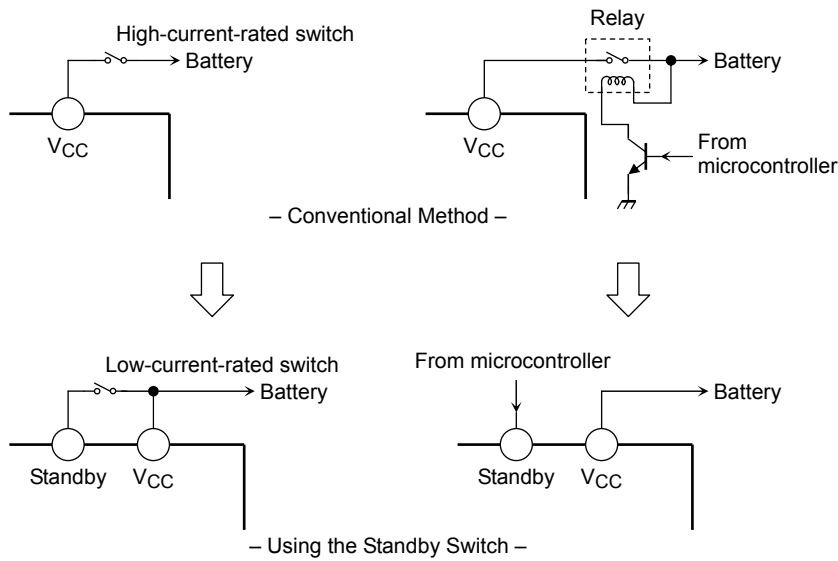 High-current-rated switch
Battery
VCC
Relay
Battery
VCC
From
microcontroller
– Conventional Method –
Low-current-rated switch
Battery
Standby
VCC
From microcontroller
Battery
Standby
VCC
– Using the Standby Switch –